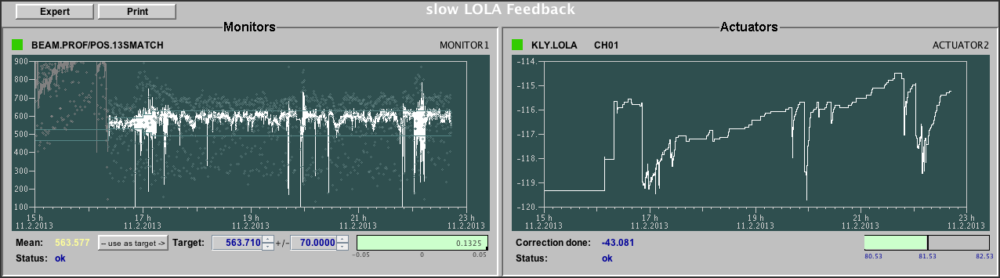 Expert Print slow LOLA Feedback
Monitors
BEAM.PROF/POS.13SMATCH MONITOR1
900
800
700
600
500
400
300
200
100
15 h 17 h 19 h 21 h 23 h
11.2.2013 11.2.2013 11.2.2013 11.2.2013 11.2.2013
Mean: 563.577 -- use as target -> Target: 563.710 +/- 70.0000 0.1325
-0.05 0 0.05
Status: ok
Actuators
KLY.LOLA CH01 ACTUATOR2
-114.
-115.
-116.
-117.
-118.
-119.
-120.
15 h 17 h 19 h 21 h 23 h
11.2.2013 11.2.2013 11.2.2013 11.2.2013 11.2.2013
Correction done: -43.081
80.53 81.53 82.53
Status: ok